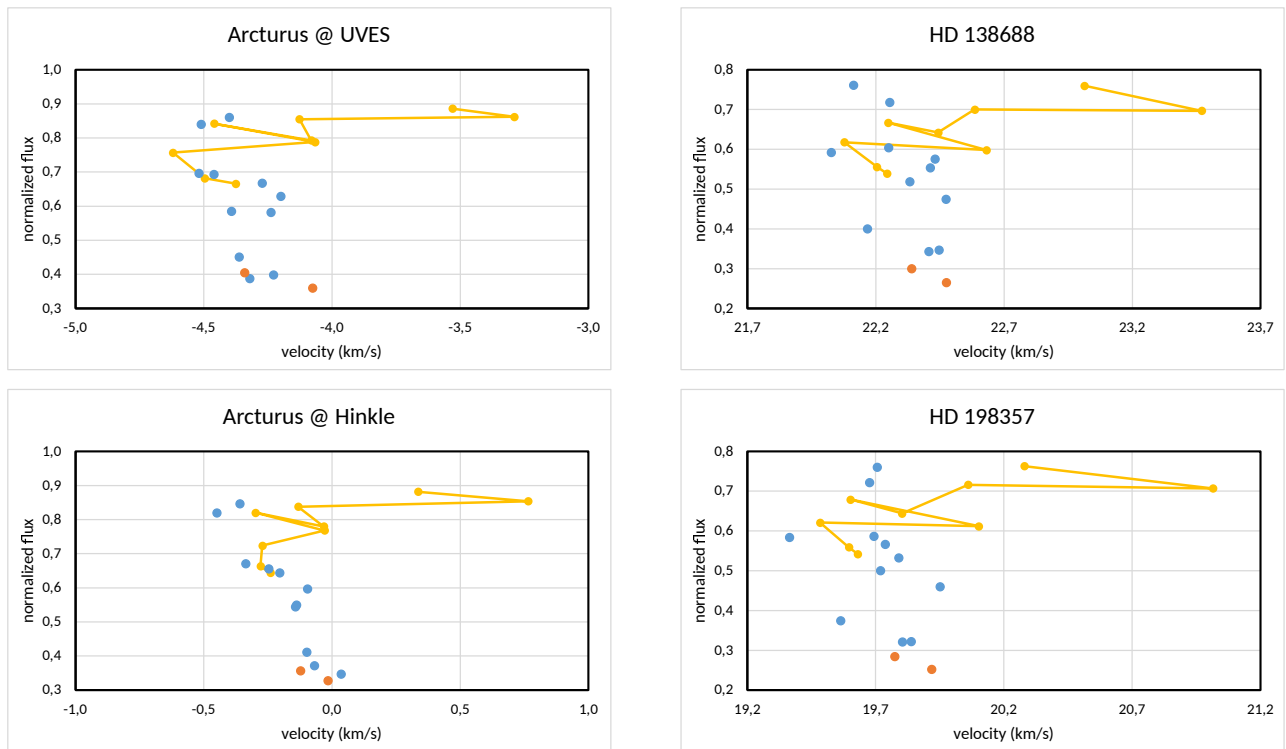 Arcturus @ UVES
1,0
0,9
0,8
0,7
0,6
0,5
0,4
0,3
normalized flux
-5,0 -4,5 -4,0 -3,5 -3,0
velocity (km/s)
HD 138688
0,8
0,7
0,6
0,5
0,4
0,3
0,2
normalized flux
21,7 22,2 22,7 23,2 23,7
velocity (km/s)
Arcturus @ Hinkle
1,0
0,9
0,8
0,7
0,6
0,5
0,4
0,3
normalized flux
-1,0 -0,5 0,0 0,5 1,0
velocity (km/s)
HD 198357
0,8
0,7
0,6
0,5
0,4
0,3
0,2
normalized flux
19,2 19,7 20,2 20,7 21,2
velocity (km/s)